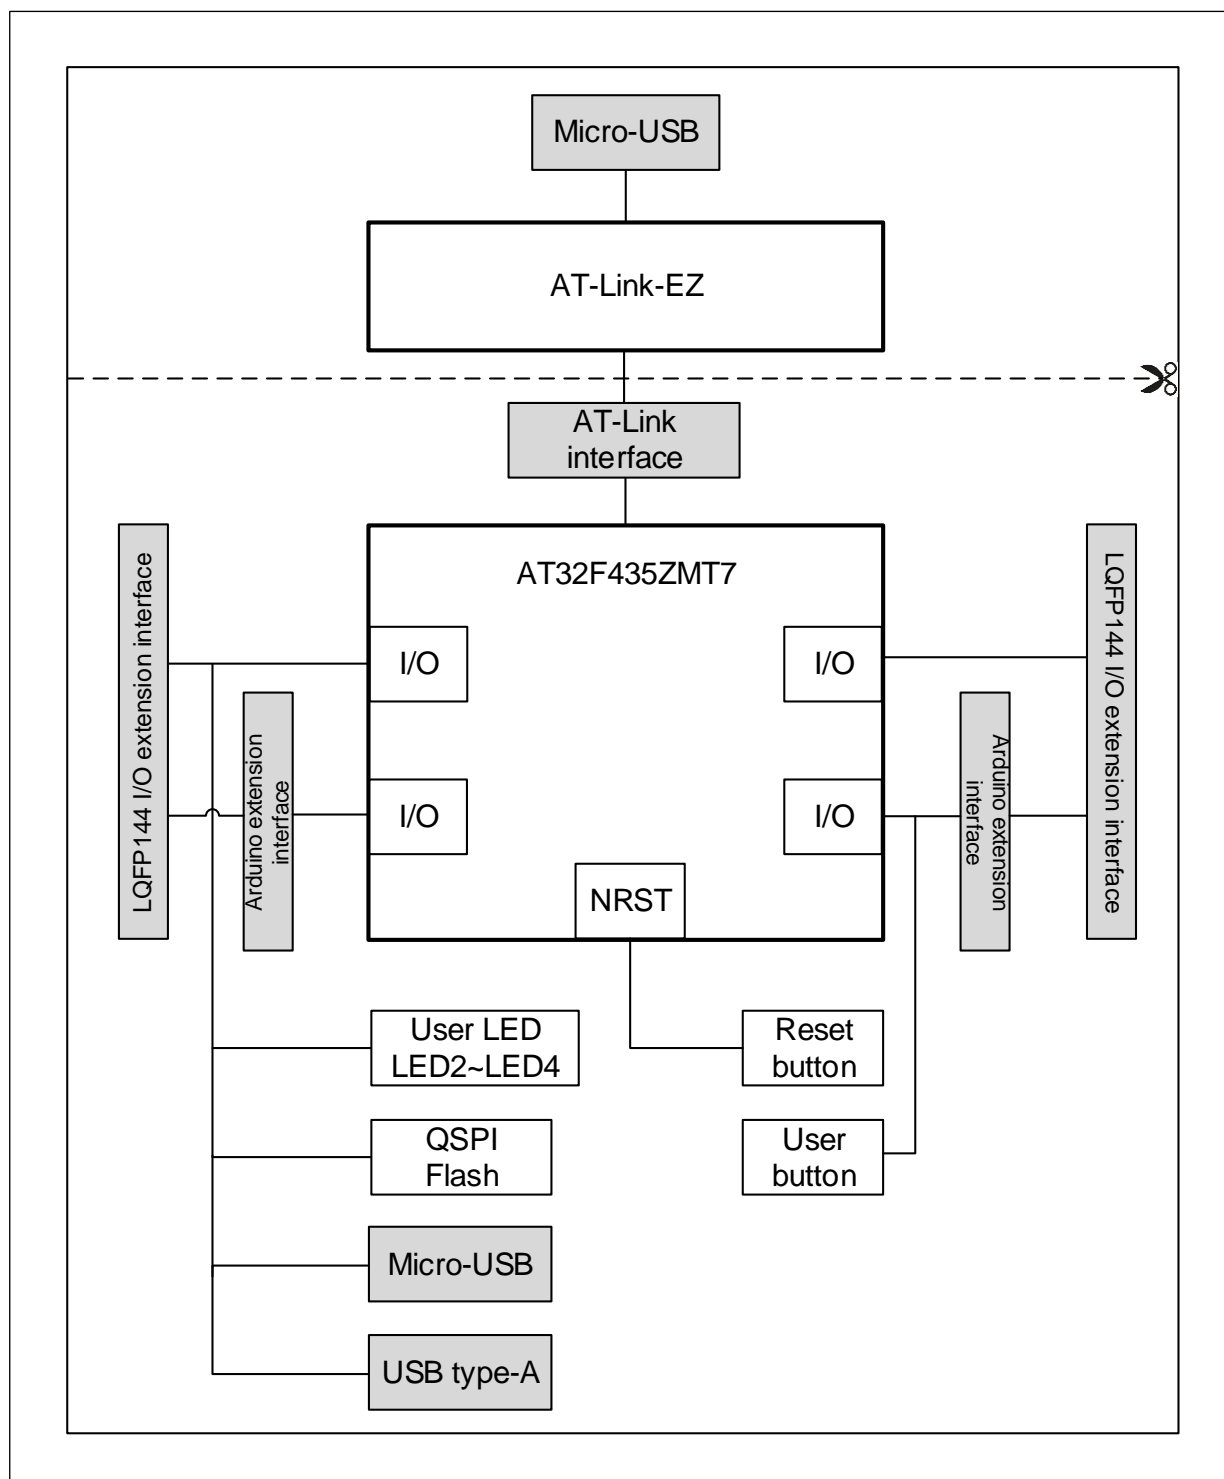 Micro-USB
AT-Link-EZ
AT-Link
interface
AT32F435ZMT7
LQFP144 I/O extension interface
I/O
I/O
LQFP144 I/O extension interface
Arduino extension
interface
I/O
I/O
Arduino extension
interface
NRST
User LED
LED2~LED4
Reset
button
QSPI
Flash
User
button
Micro-USB
USB type-A